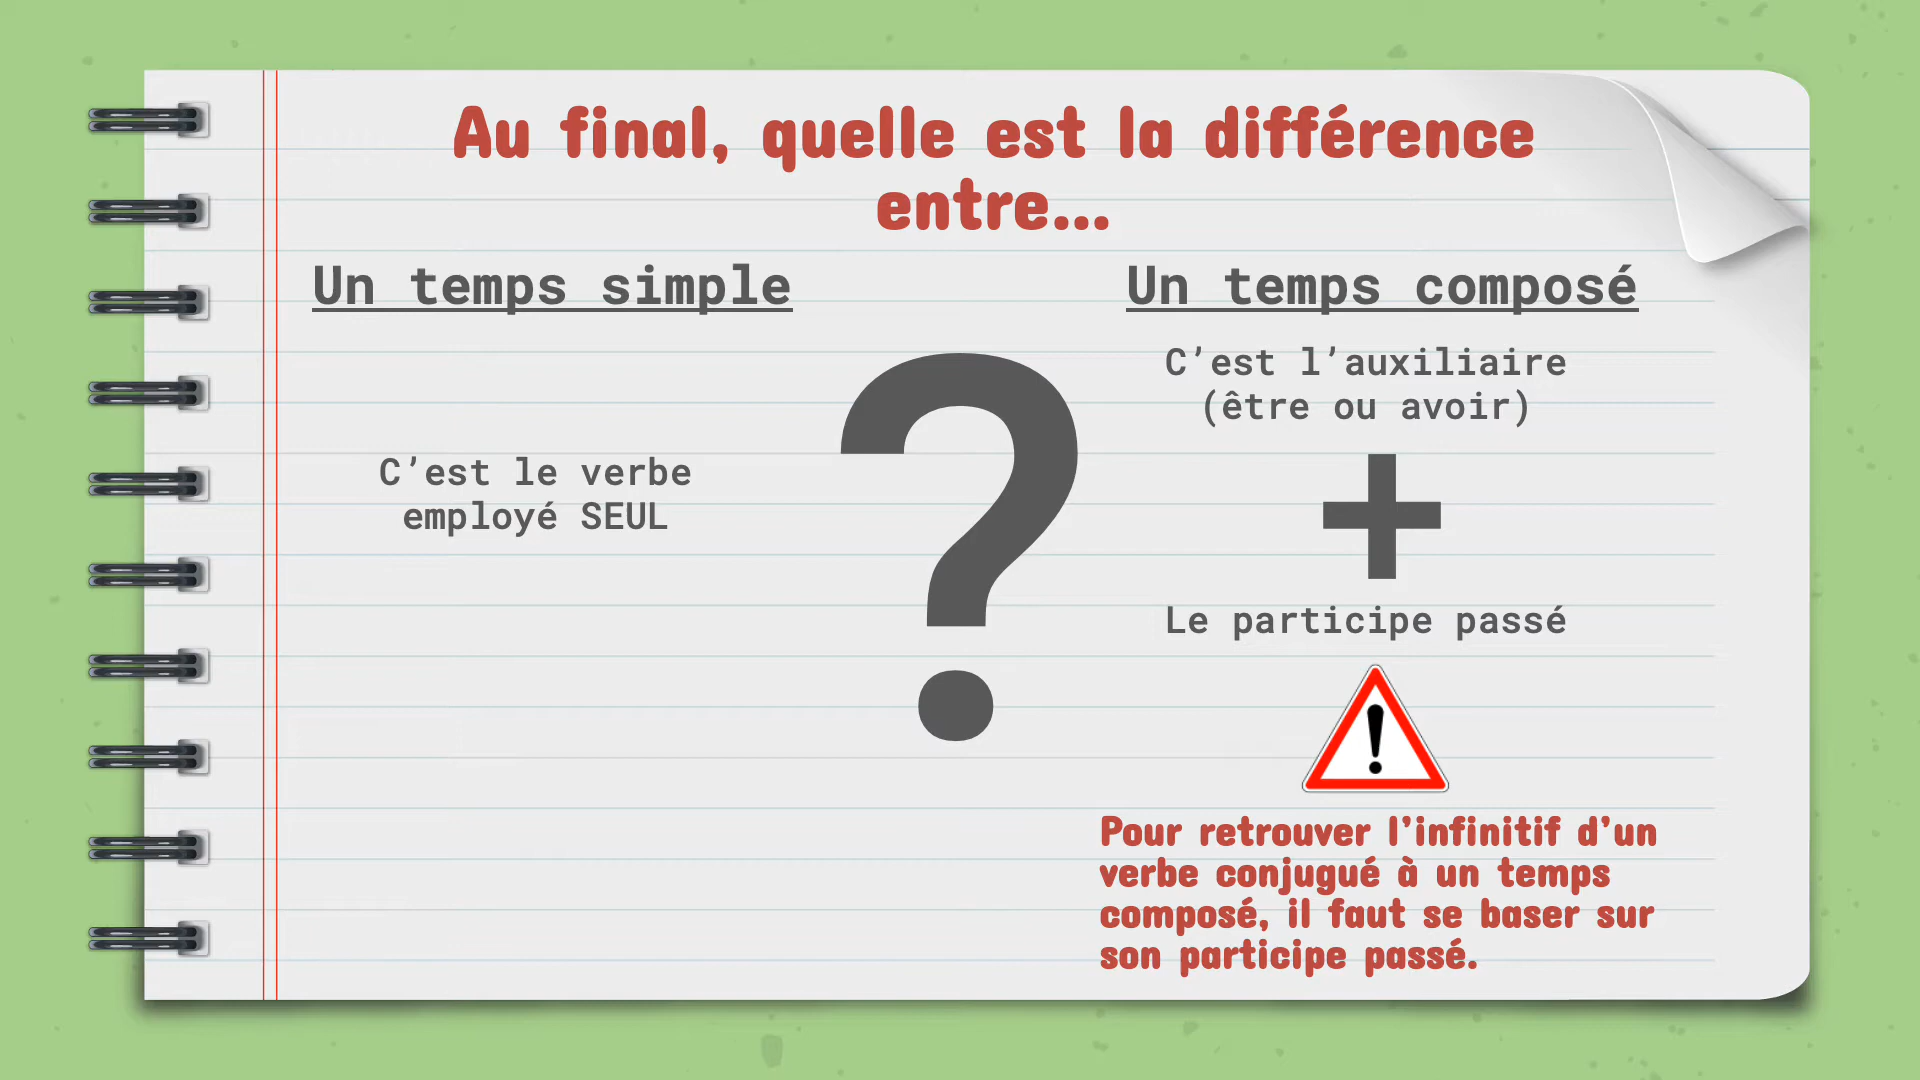 Au final, quelle est la différence
entre...
Un temps simple
C’est le verbe
employé SEUL
?
Un temps composé
C’est l’auxiliaire
(être ou avoir)
+
Le participe passé
!
Pour retrouver l’infinitif d’un
verbe conjugué à un temps
composé, il faut se baser sur
son participe passé.